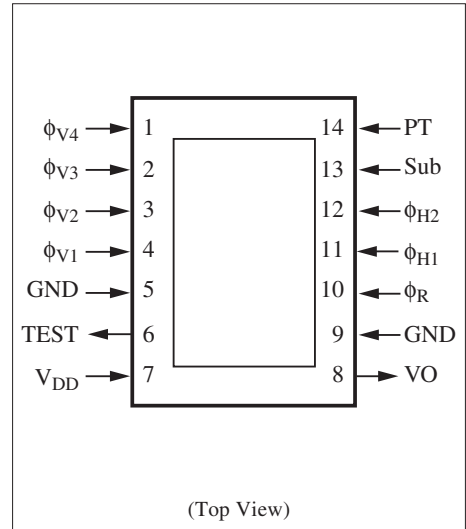 ϕV4 1 14 PT
ϕV3 2 13 Sub
ϕV2 3 12 ϕH2
ϕV1 4 11 ϕH1
GND 5 10 ϕR
TEST 6 9 GND
VDD 7 8 VO
(Top View)